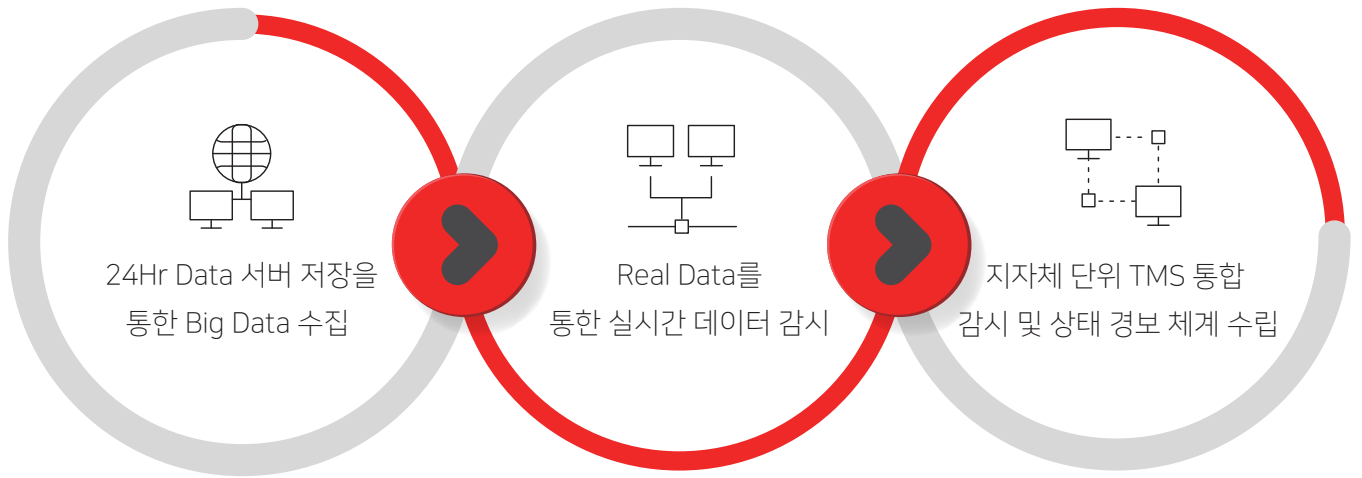 24Hr Data 서버 저장을
통한 Big Data 수집
Real Data를
통한 실시간 데이터 감시
지자체 단위 TMS 통합
감시 및 상태 경보 체계 수립